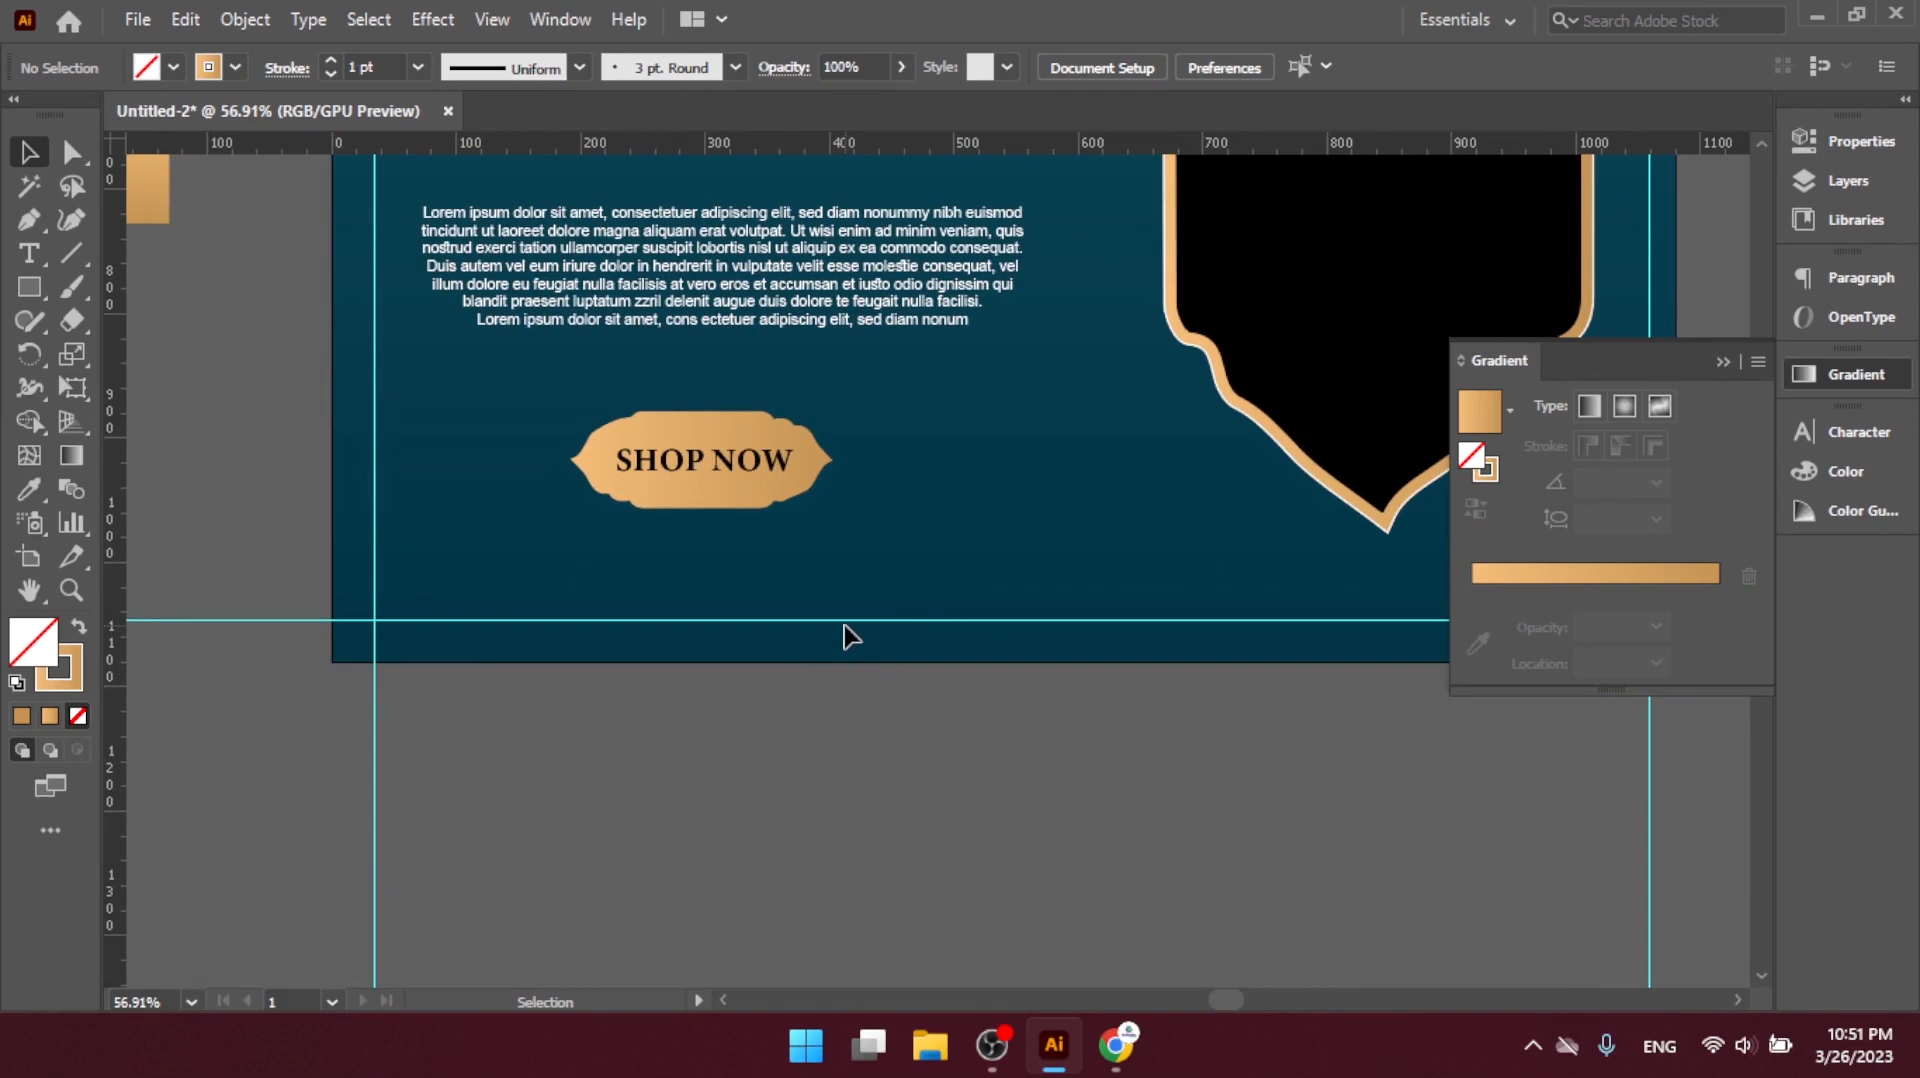 Ai File Edit Object Type Select Effect View Window Help Essentials Search Adobe Stock
No Selection Stroke: 1 pt Uniform 3 pt. Round Opacity: 100% Style: Document Setup Preferences
Untitled-2* @ 56.91% (RGB/GPU Preview)
100 0 100 200 300 400 500 600 700 800 900 1000 1100
Lorem ipsum dolor sit amet, consectetuer adipiscing elit, sed diam nonummy nibh euismod
tincidunt ut laoreet dolore magna aliquam erat volutpat. Ut wisi enim ad minim veniam, quis
nostrud exerci tation ullamcorper suscipit lobortis nisl ut aliquip ex ea commodo consequat.
Duis autem vel eum iriure dolor in hendrerit in vulputate velit esse molestie consequat, vel
illum dolore eu feugiat nulla facilisis at vero eros et accumsan et iusto odio dignissim qui
blandit praesent luptatum zzril delenit augue duis dolore te feugait nulla facilisi.
Lorem ipsum dolor sit amet, cons ectetuer adipiscing elit, sed diam nonum
SHOP NOW
800
900
1000
1100
1200
1300
Gradient
Type:
Stroke:
Opacity:
Location:
Properties
Layers
Libraries
Paragraph
OpenType
Gradient
Character
Color
Color Gu...
56.91% 1 Selection
Ai ENG 10:51 PM
3/26/2023